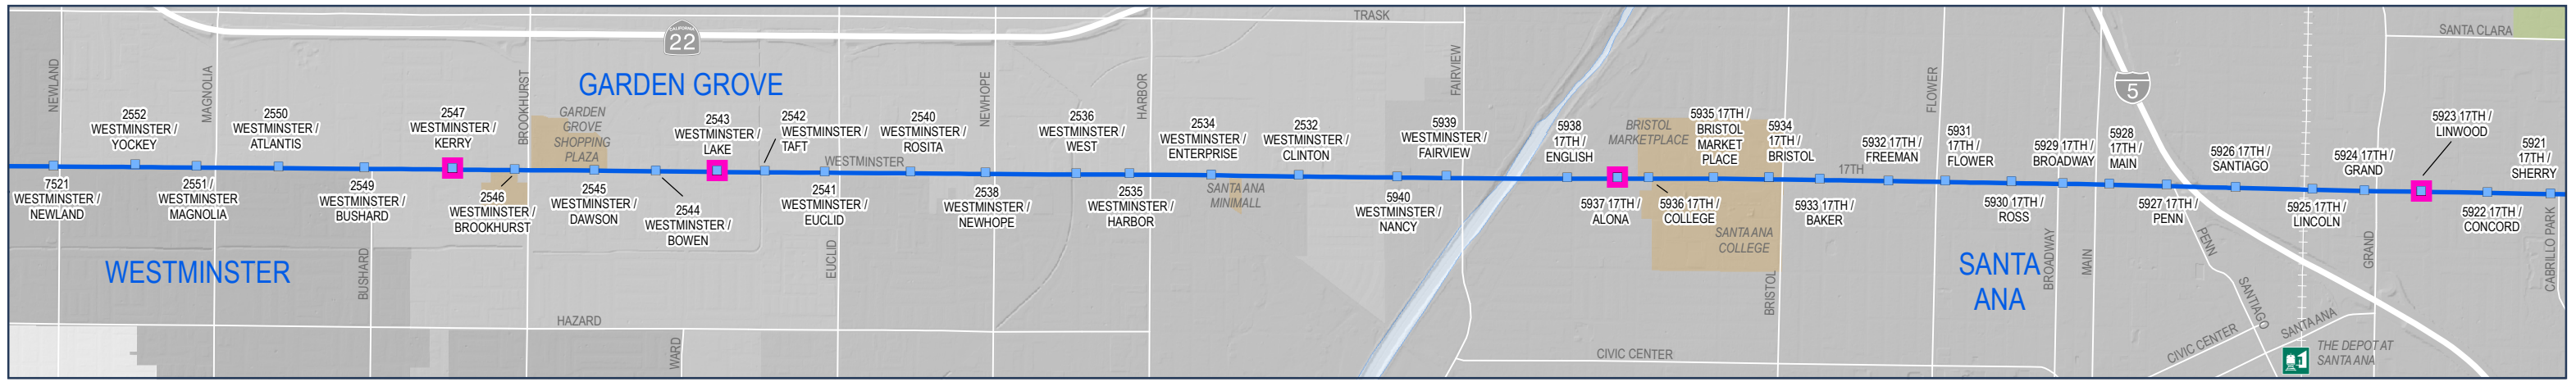 TRASK
CALIFORNIA
22
SANTA CLARA
NEWLAND
MAGNOLIA
BROOKHURST
GARDEN GROVE
NEWHOPE
HARBOR
FAIRVIEW
FLOWER
5
GRAND
2552
WESTMINSTER /
YOCKEY
2550
WESTMINSTER /
ATLANTIS
2547
WESTMINSTER /
KERRY
GARDEN
GROVE
SHOPPING
PLAZA
2543
WESTMINSTER /
LAKE
2542
WESTMINSTER /
TAFT
2540
WESTMINSTER /
ROSITA
2536
WESTMINSTER /
WEST
2534
WESTMINSTER /
ENTERPRISE
2532
WESTMINSTER /
CLINTON
5939
WESTMINSTER /
FAIRVIEW
5938
17TH /
ENGLISH
BRISTOL
MARKETPLACE
5935 17TH /
BRISTOL
MARKET
PLACE
5934
17TH /
BRISTOL
5932 17TH /
FREEMAN
5931
17TH /
FLOWER
5929 17TH /
BROADWAY
5928
17TH /
MAIN
5926 17TH /
SANTIAGO
5924 17TH /
GRAND
5923 17TH /
LINWOOD
5921
17TH /
SHERRY
WESTMINSTER
17TH
7521
WESTMINSTER /
NEWLAND
2551 /
WESTMINSTER
MAGNOLIA
2549
WESTMINSTER /
BUSHARD
2546
WESTMINSTER /
BROOKHURST
2545
WESTMINSTER /
DAWSON
2544
WESTMINSTER /
BOWEN
2541
WESTMINSTER /
EUCLID
2538
WESTMINSTER /
NEWHOPE
2535
WESTMINSTER /
HARBOR
SANTA ANA
MINIMALL
5940
WESTMINSTER /
NANCY
5937 17TH /
ALONA
5936 17TH /
COLLEGE
SANTA ANA
COLLEGE
5933 17TH /
BAKER
5930 17TH /
ROSS
5927 17TH /
PENN
5925 17TH /
LINCOLN
5922 17TH /
CONCORD
WESTMINSTER
BUSHARD
EUCLID
BRISTOL
SANTA
ANA
BROADWAY
MAIN
PENN
SANTIAGO
GRAND
CABRILLO PARK
HAZARD
WARD
CIVIC CENTER
CIVIC CENTER
SANTA ANA
THE DEPOT AT
SANTA ANA